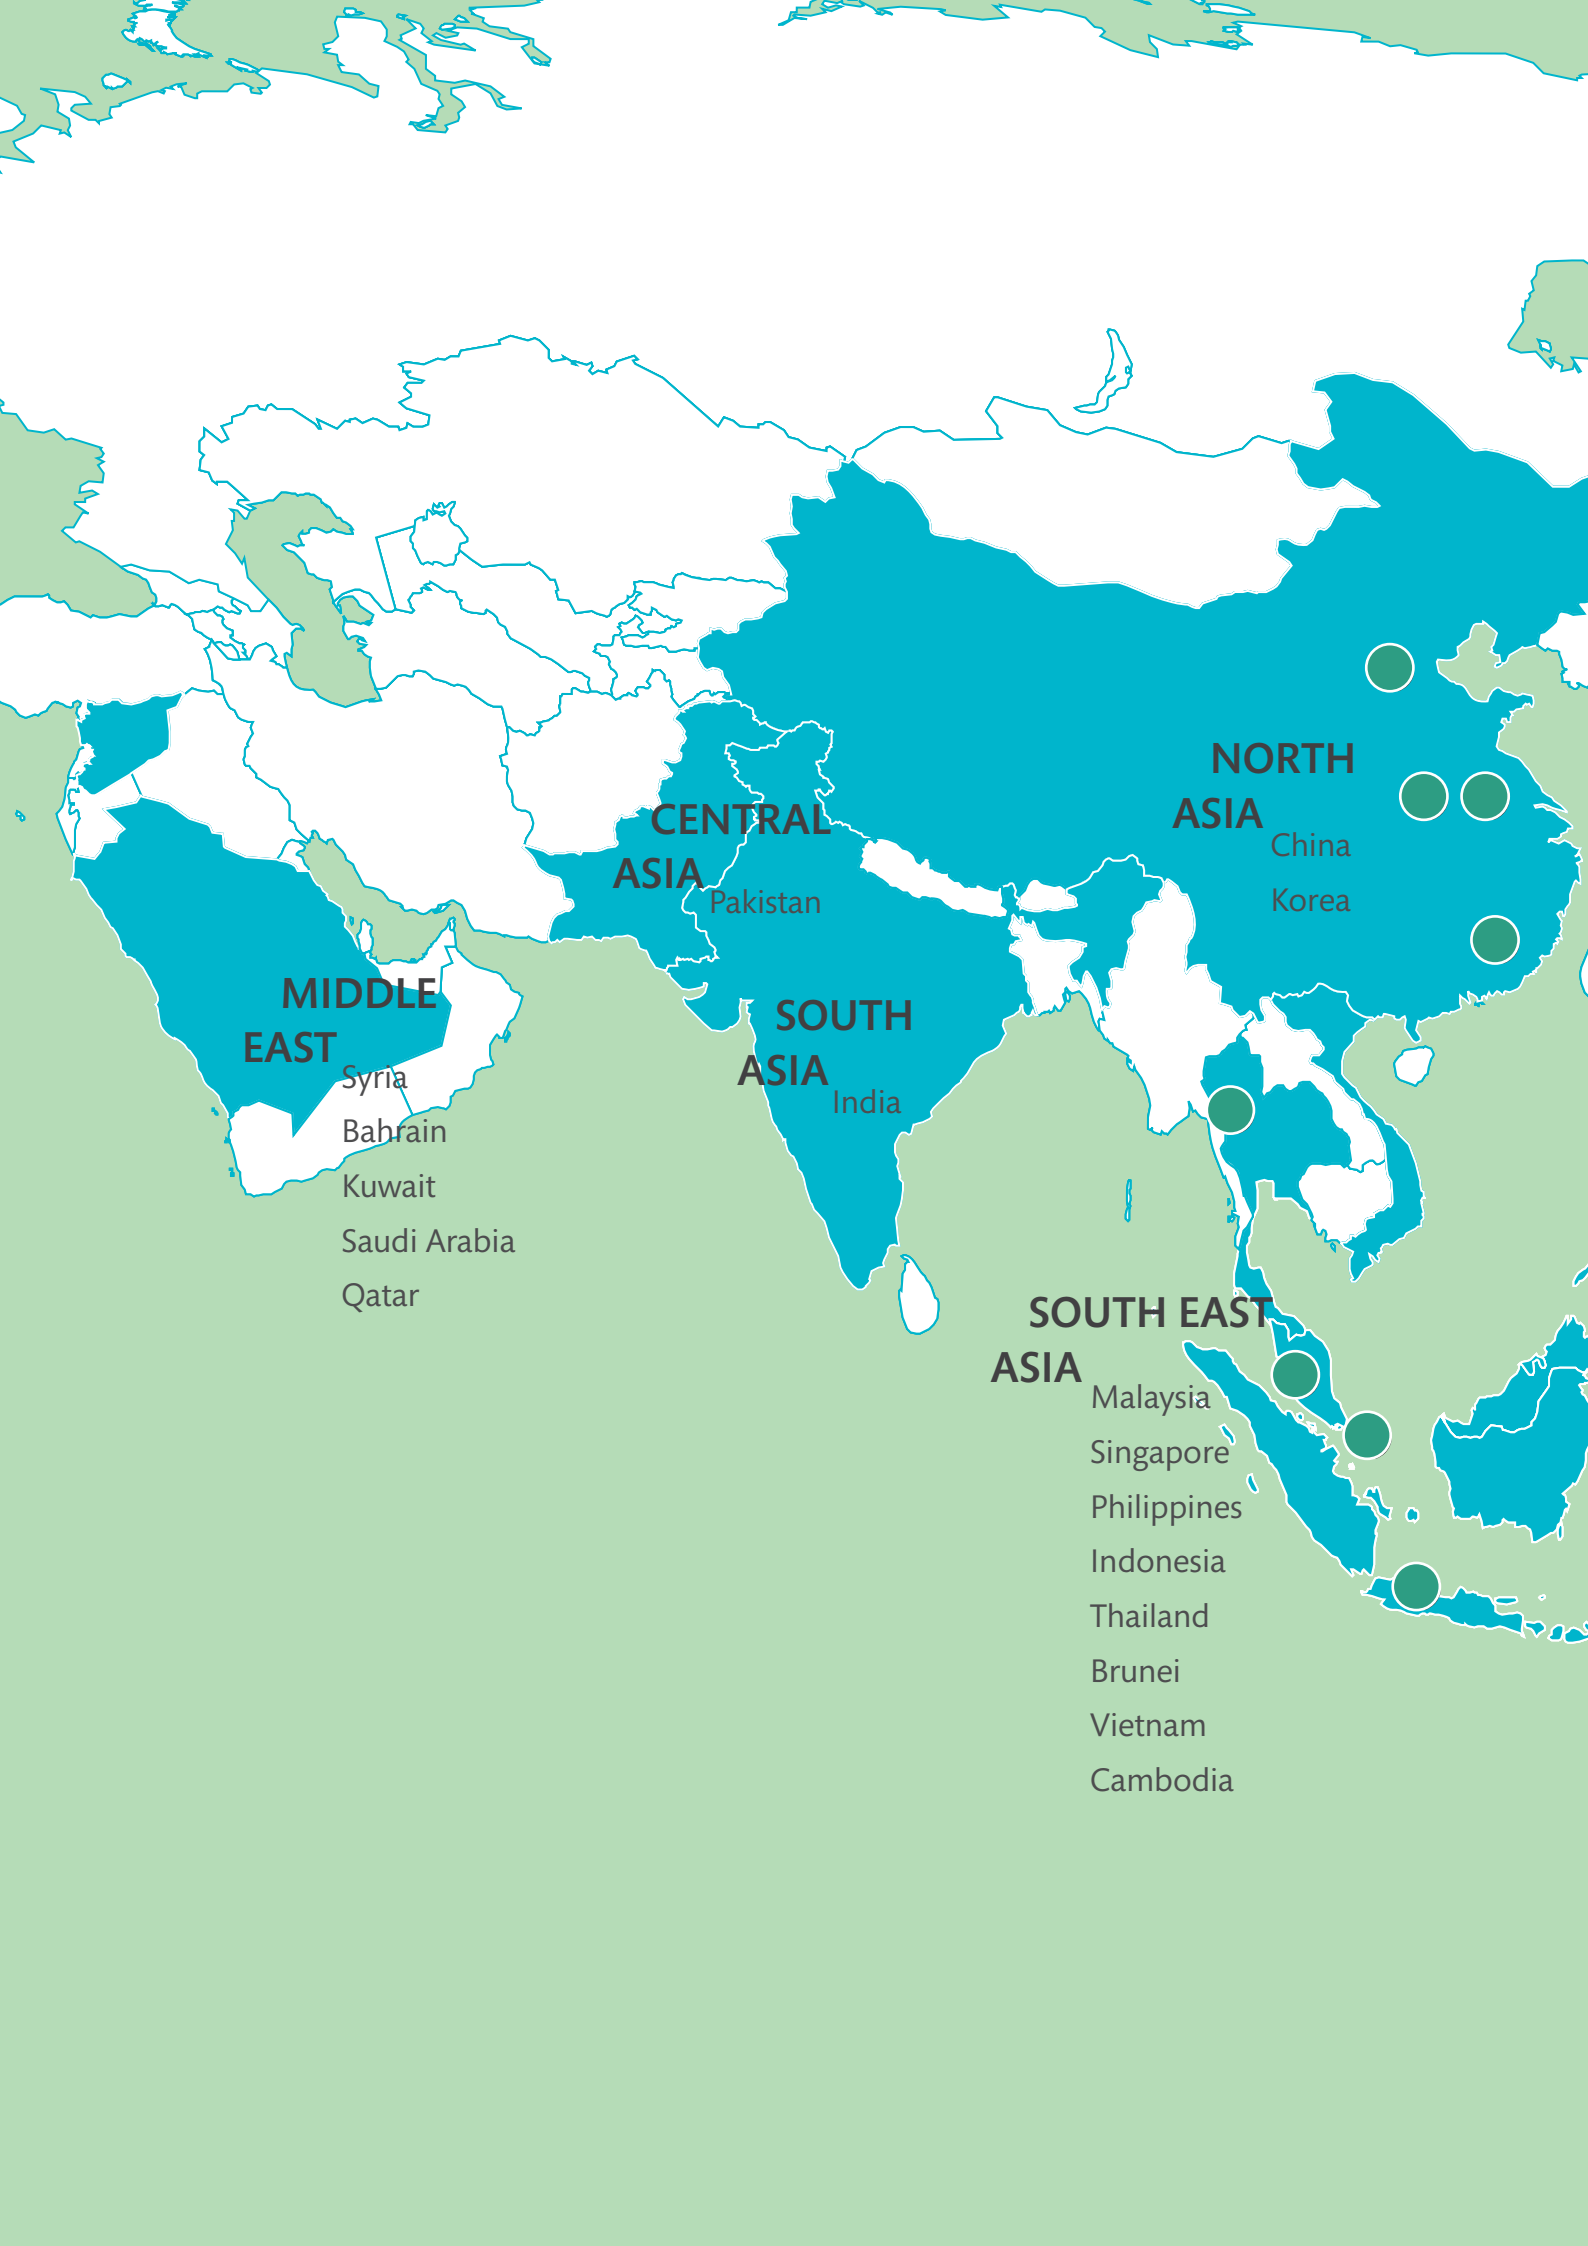 NORTH
ASIA
China
Korea
CENTRAL
ASIA
Pakistan
MIDDLE
EAST
Syria
Bahrain
Kuwait
Saudi Arabia
Qatar
SOUTH
ASIA
India
SOUTH EAST
ASIA
Malaysia
Singapore
Philippines
Indonesia
Thailand
Brunei
Vietnam
Cambodia